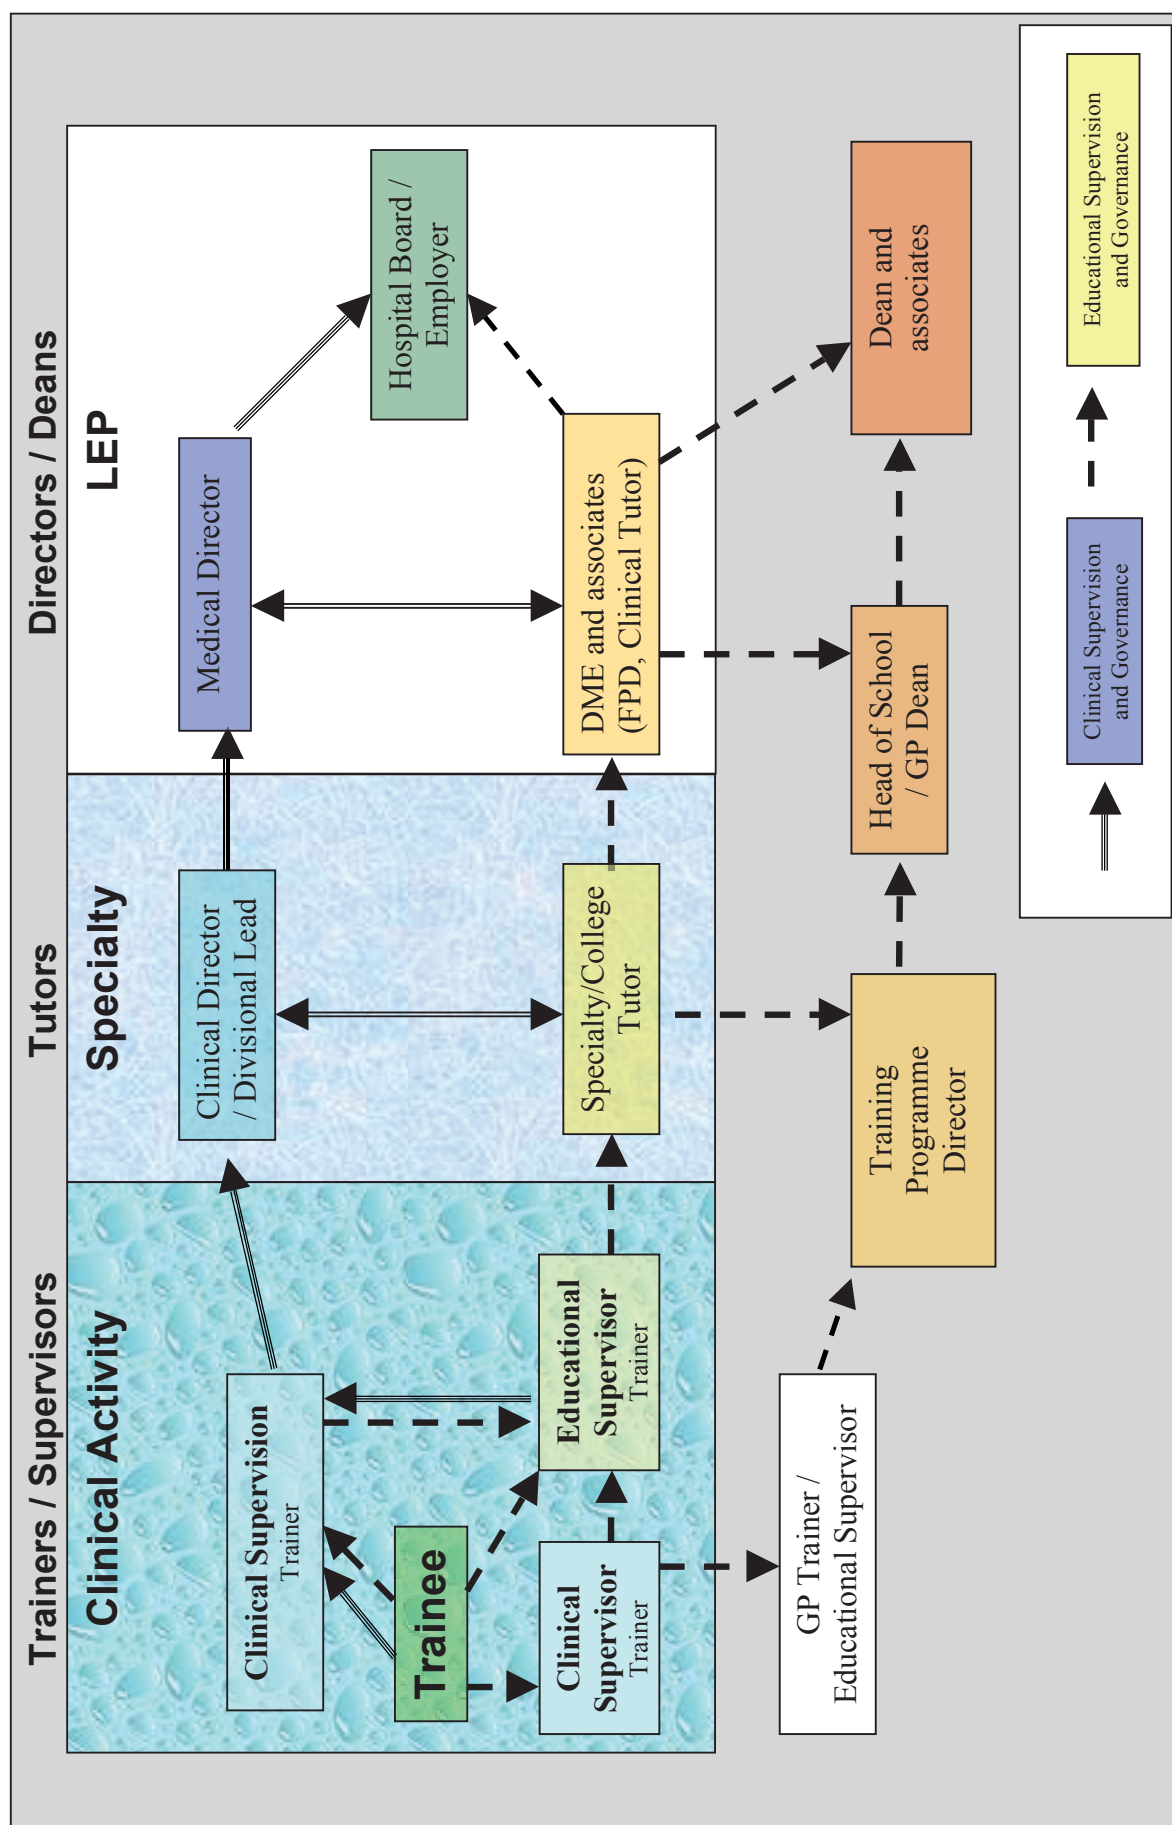 Trainers / Supervisors
Tutors
Directors / Deans
Clinical Activity
Specialty
LEP
Clinical Supervision
Trainer
Clinical Director
/ Divisional Lead
Medical Director
Trainee
Hospital Board /
Employer
Clinical
Supervisor
Trainer
Educational
Supervisor
Trainer
Specialty/College
Tutor
DME and associates
(FPD, Clinical Tutor)
GP Trainer /
Educational Supervisor
Training
Programme
Director
Head of School
/ GP Dean
Dean and
associates
Clinical Supervision
and Governance
Educational Supervision
and Governance